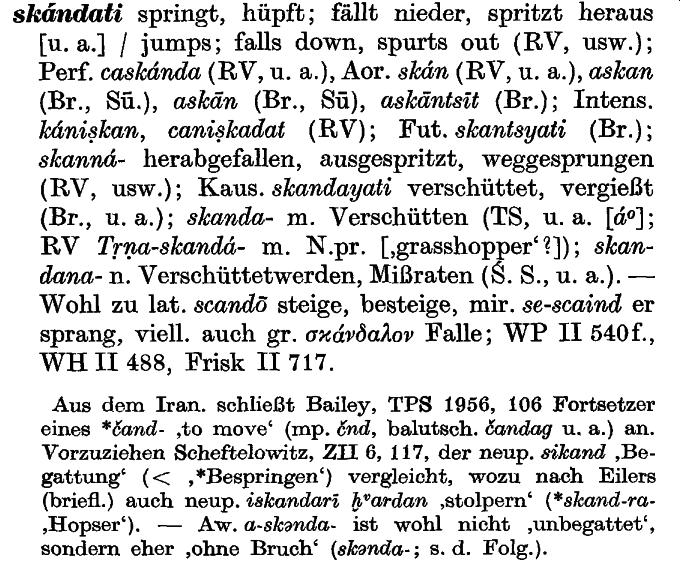 skándati springt, hüpft; fällt nieder, spritzt heraus
[u. a.] / jumps; falls down, spurts out (RV, usw.);
Perf. caskánda (RV, u. a.), Aor. skán (RV, u. a.), askan
(Br., Sū.), askān (Br., Sū), askāntsīt (Br.); Intens.
kániṣkan, caniṣkadat (RV); Fut. skantsyati (Br.);
skanná- herabgefallen, ausgespritzt, weggesprungen
(RV, usw.); Kaus. skandayati verschüttet, vergießt
(Br., u. a.); skanda- m. Verschütten (TS, u. a. [á°];
RV Tṛṇa-skandá- m. N.pr. [‚grasshopper‘?]); skan-
dana- n. Verschüttetwerden, Mißraten (Ś. S., u. a.). —
Wohl zu lat. scandō steige, besteige, mir. se-scaind er
sprang, viell. auch gr. σκάνδαλον Falle; WP II 540f.,
WH II 488, Frisk II 717.
Aus dem Iran. schließt Bailey, TPS 1956, 106 Fortsetzer
eines *čand- ‚to move‘ (mp. čnd, balutsch. čandag u. a.) an.
Vorzuziehen Scheftelowitz, ZII 6, 117, der neup. sikand ‚Be-
gattung‘ (< ‚*Bespringen‘) vergleicht, wozu nach Eilers
(briefl.) auch neup. iskandarī ḫᵛardan ‚stolpern‘ (*skand-ra-
‚Hopser‘). — Aw. a-skənda- ist wohl nicht ‚unbegattet‘,
sondern eher ‚ohne Bruch‘ (skənda-; s. d. Folg.).